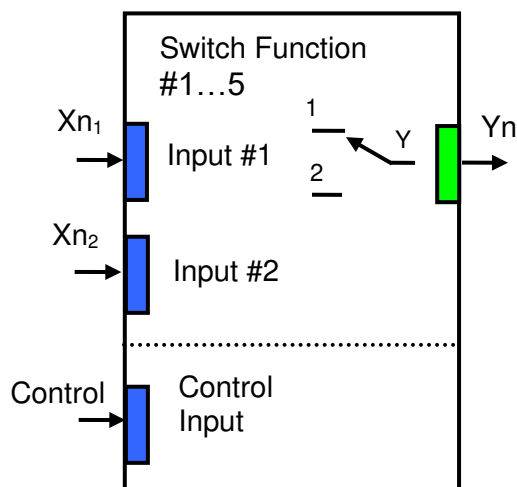 Switch Function
#1...5
Xn₁
Input #1
1
2
Y
Yn
Xn₂
Input #2
Control
Control
Input